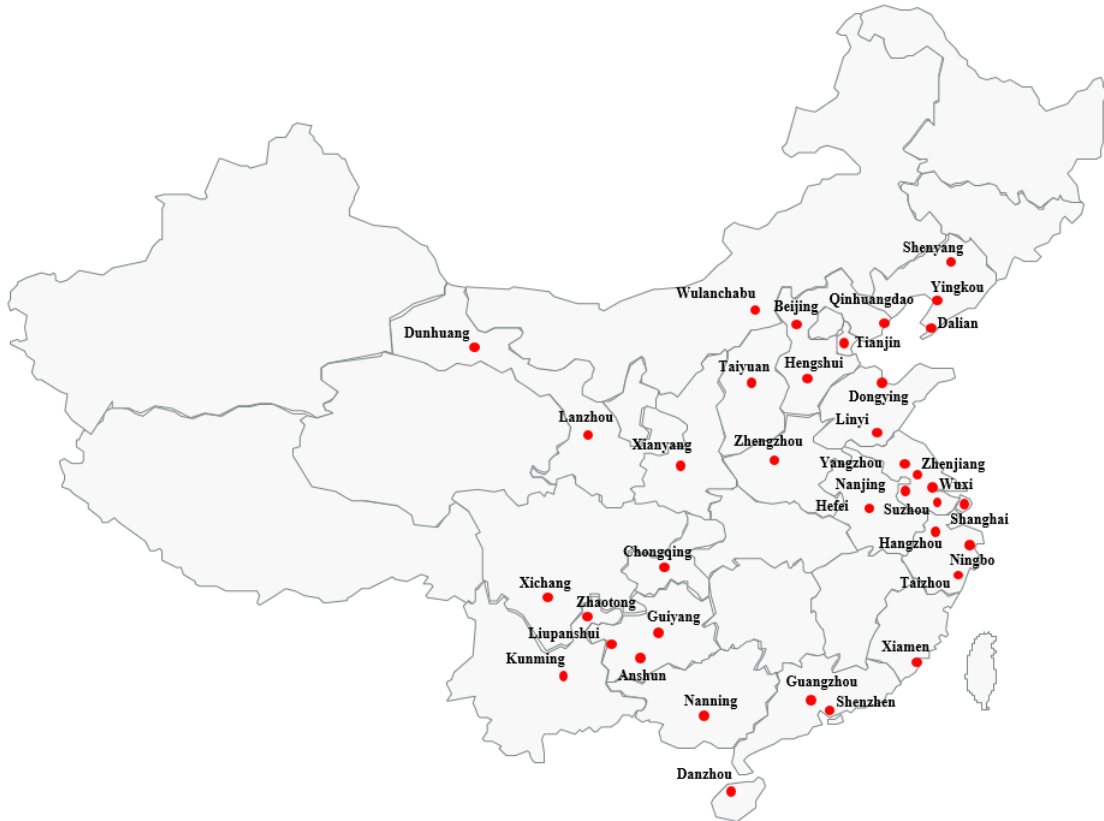 Shenyang
Yingkou
Wulanchabu
Qinhuangdao
Beijing
Dalian
Dunhuang
Tianjin
Taiyuan
Hengshui
Dongying
Lanzhou
Linyi
Xianyang
Zhengzhou
Yangzhou
Zhenjiang
Nanjing
Wuxi
Hefei
Suzhou
Shanghai
Hangzhou
Chongqing
Ningbo
Xichang
Taizhou
Zhaotong
Guiyang
Liupanshui
Kunming
Xiamen
Anshun
Guangzhou
Nanning
Shenzhen
Danzhou